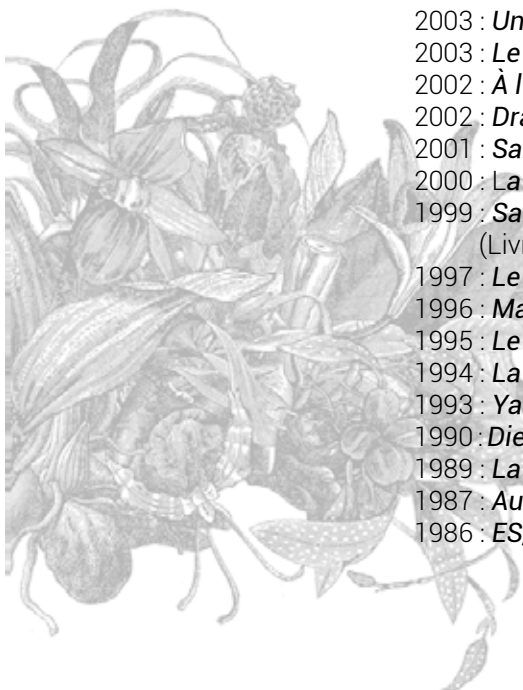 2003 : Un
2003 : Le
2002 : À l
2002 : Dra
2001 : Sa
2000 : La
1999 : Sa
(Livr
1997 : Le
1996 : Ma
1995 : Le
1994 : La
1993 : Ya
1990 : Die
1989 : La
1987 : Au
1986 : ES